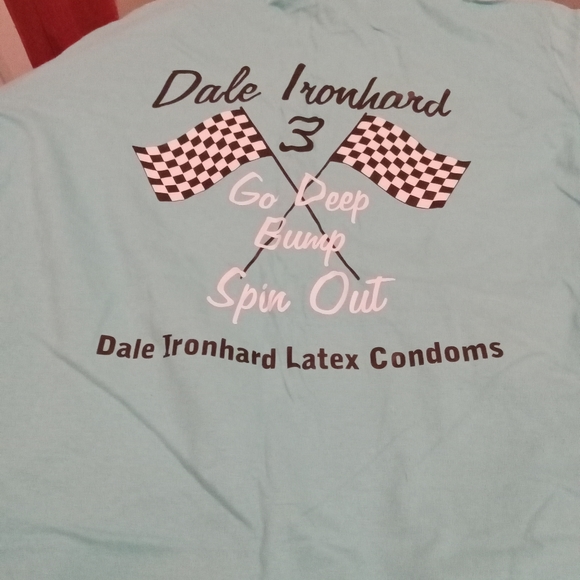 Dale Ironhard
3
Go Deep
Bump
Spin Out
Dale Ironhard Latex Condoms